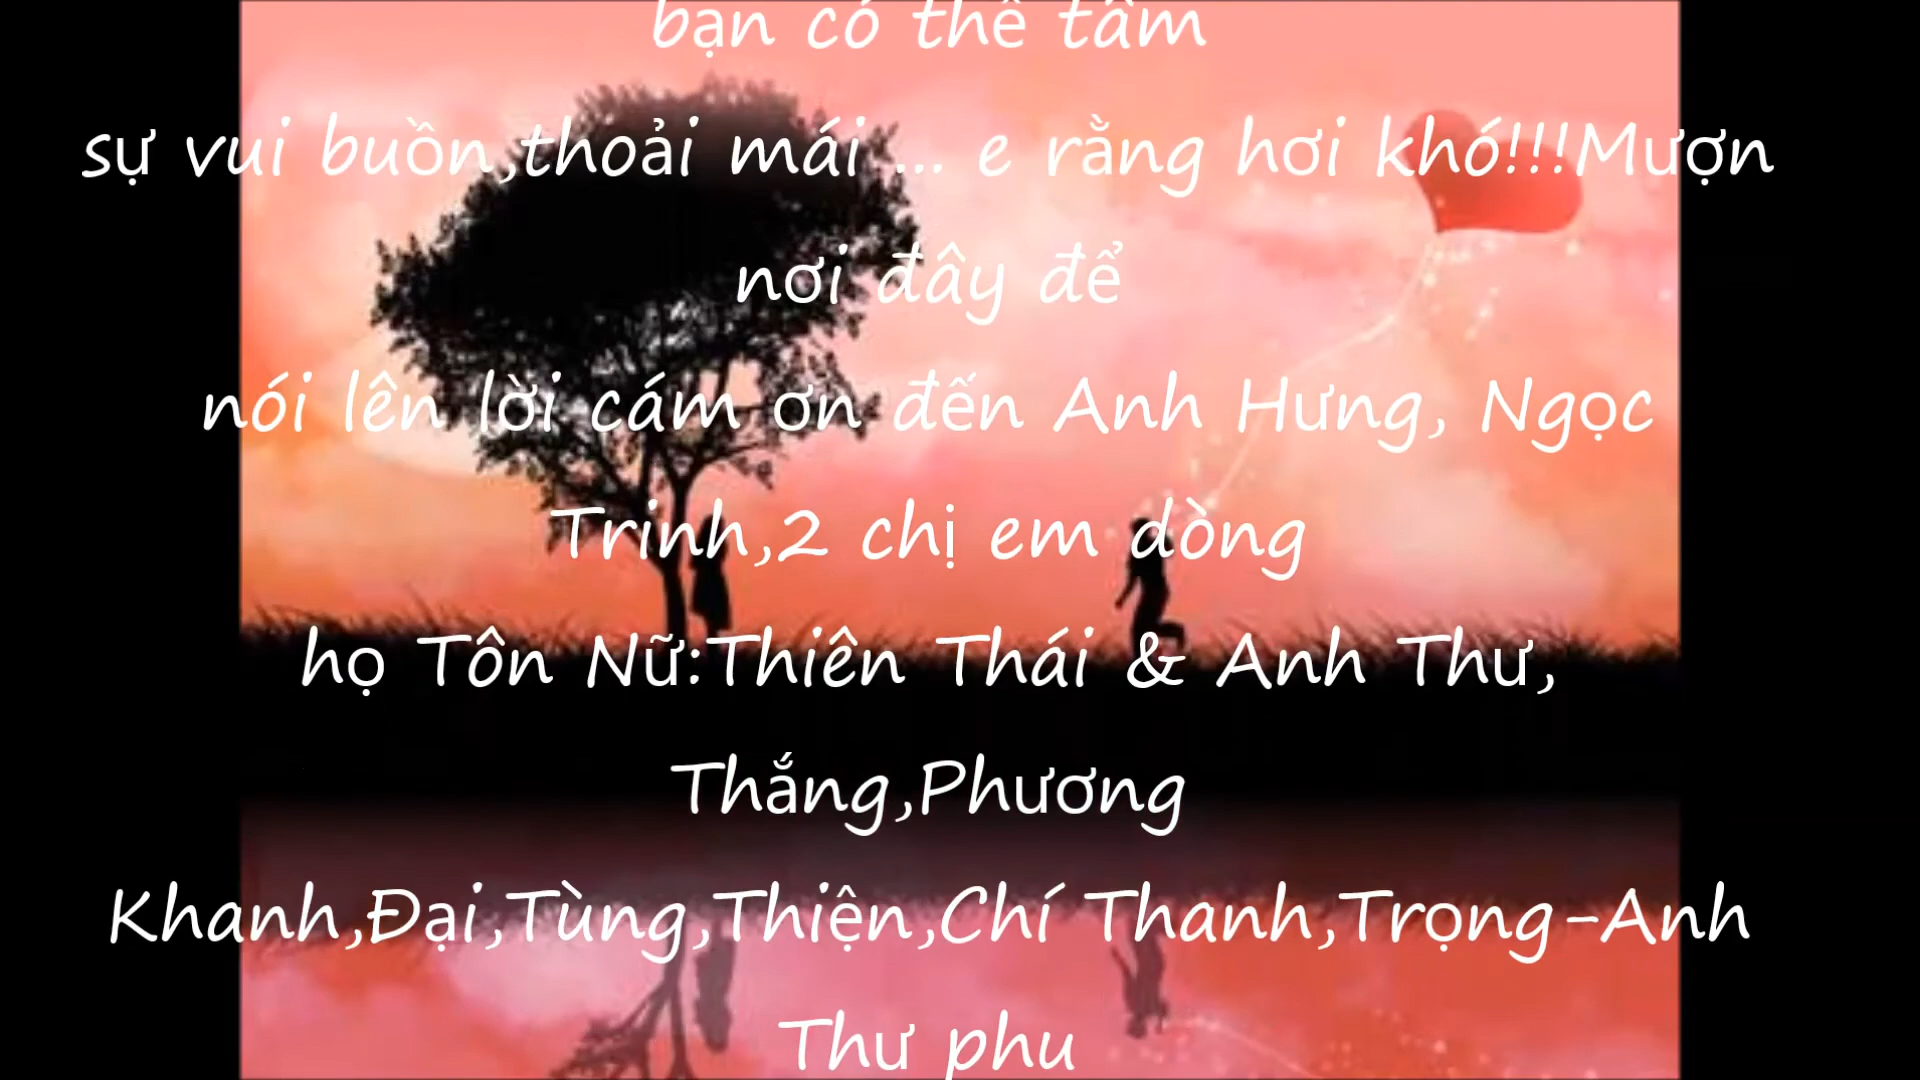 bạn có thể tâm
sự vui buồn,thoải mái ... e rằng hơi khó!!!Mượn
nơi đây để
nói lên lời cám ơn đến Anh Hưng, Ngọc
Trinh,2 chị em dòng
họ Tôn Nữ:Thiên Thái & Anh Thư,
Thắng,Phương
Khanh,Đại,Tùng,Thiện,Chí Thanh,Trọng-Anh
Thư phu